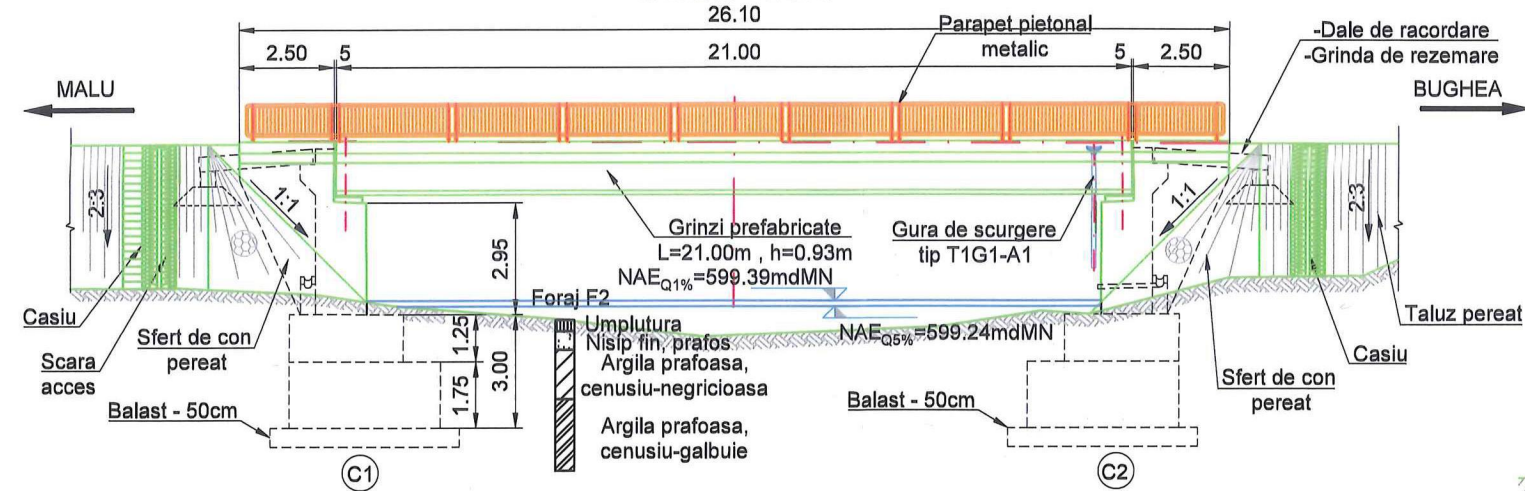 26.10
Parapet pietonal
metalic
-Dale de racordare
-Grinda de rezemare
2.50
5
21.00
5
2.50
MALU
BUGHEA
2:3
1:1
1:1
2:3
Grinzi prefabricate
L=21.00m , h=0.93m
Gura de scurgere
tip T1G1-A1
2.95
NAEQ1%=599.39mdMN
Foraj F2
Casiu
Sfert de con
pereat
Scara
acces
Umplutura
Nisip fin, prafos
NAEQ5%=599.24mdMN
Taluz pereat
Casiu
1.25
3.00
1.75
Argila prafoasa,
cenusiu-negricioasa
Sfert de con
pereat
Balast - 50cm
Balast - 50cm
Argila prafoasa,
cenusiu-galbuie
C1
C2
7